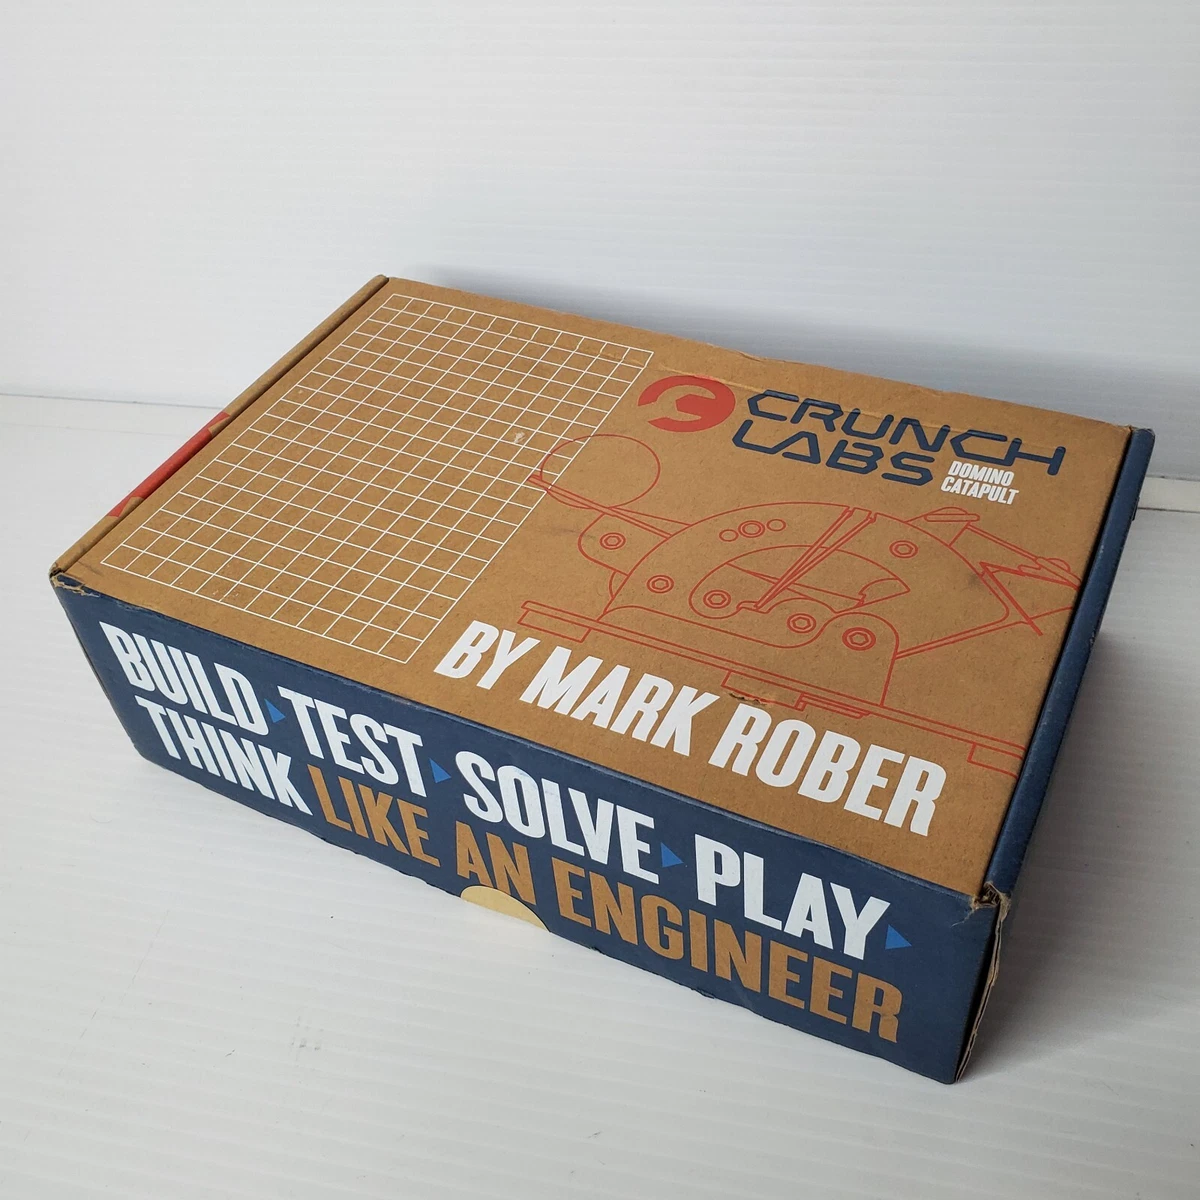 CRUNCH
LABS
DOMINO
CATAPULT
BY MARK ROBER
BUILD TEST SOLVE PLAY
THINK LIKE AN ENGINEER